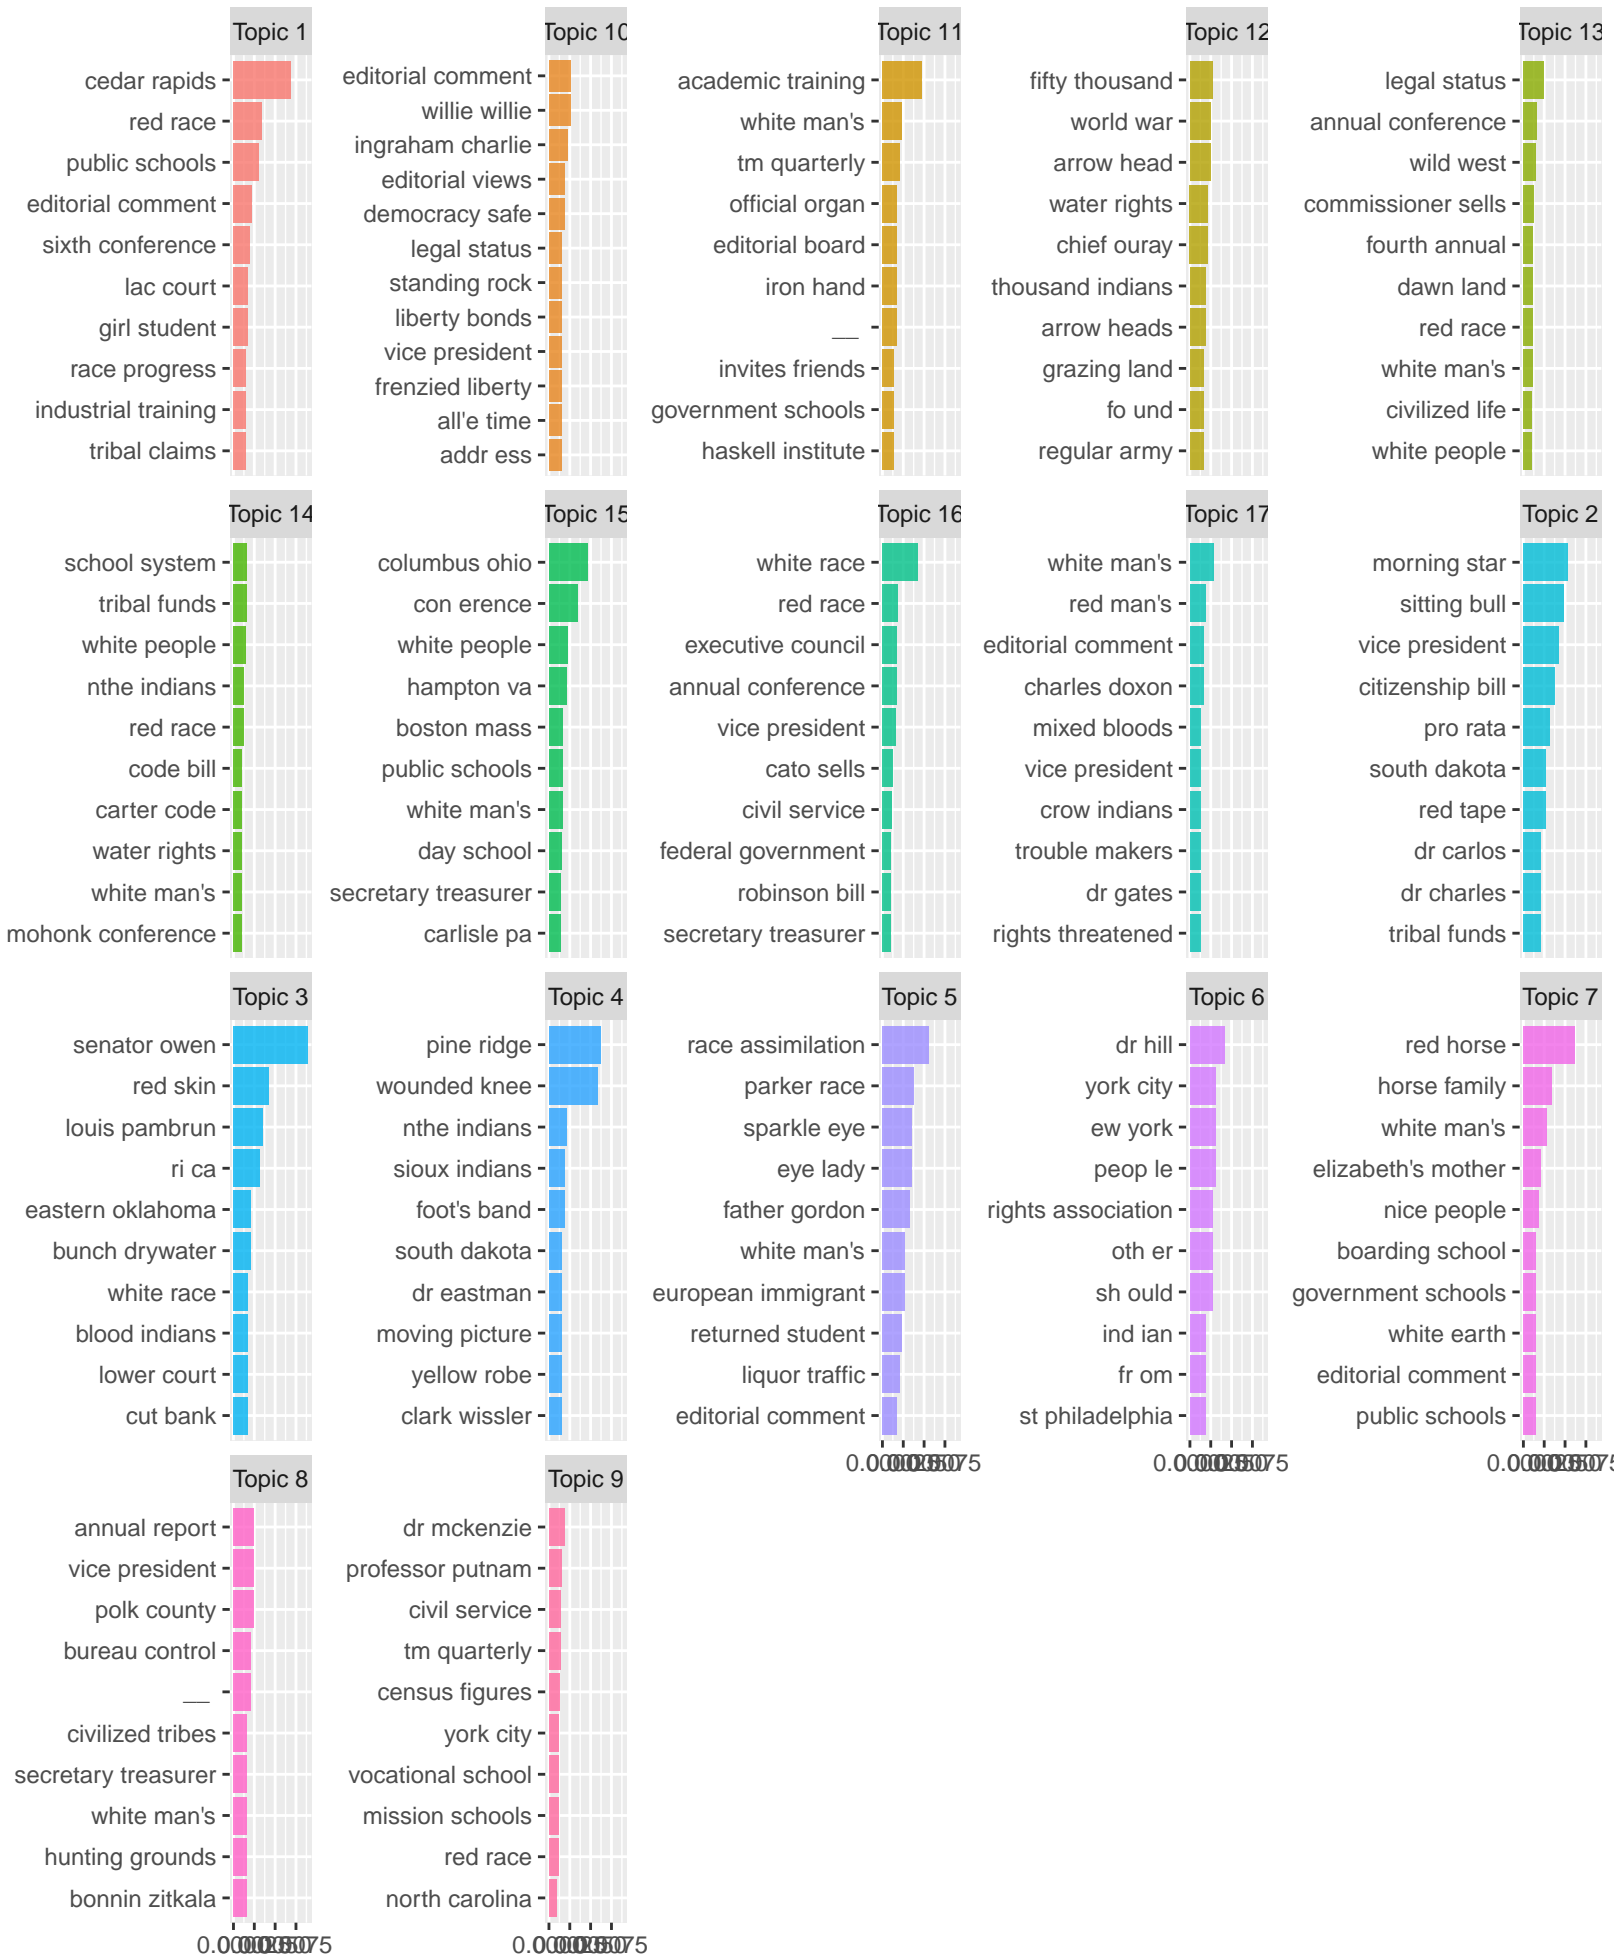 Topic 1
cedar rapids
red race
public schools
editorial comment
sixth conference
lac court
girl student
race progress
industrial training
tribal claims
Topic 10
editorial comment
willie willie
ingraham charlie
editorial views
democracy safe
legal status
standing rock
liberty bonds
vice president
frenzied liberty
all'e time
addr ess
Topic 11
academic training
white man's
tm quarterly
official organ
editorial board
iron hand
__
invites friends
government schools
haskell institute
Topic 12
fifty thousand
world war
arrow head
water rights
chief ouray
thousand indians
arrow heads
grazing land
fo und
regular army
Topic 13
legal status
annual conference
wild west
commissioner sells
fourth annual
dawn land
red race
white man's
civilized life
white people
Topic 14
school system
tribal funds
white people
nthe indians
red race
code bill
carter code
water rights
white man's
mohonk conference
Topic 15
columbus ohio
con erence
white people
hampton va
boston mass
public schools
white man's
day school
secretary treasurer
carlisle pa
Topic 16
white race
red race
executive council
annual conference
vice president
cato sells
civil service
federal government
robinson bill
secretary treasurer
Topic 17
white man's
red man's
editorial comment
charles doxon
mixed bloods
vice president
crow indians
trouble makers
dr gates
rights threatened
Topic 2
morning star
sitting bull
vice president
citizenship bill
pro rata
south dakota
red tape
dr carlos
dr charles
tribal funds
Topic 3
senator owen
red skin
louis pambrun
ri ca
eastern oklahoma
bunch drywater
white race
blood indians
lower court
cut bank
Topic 4
pine ridge
wounded knee
nthe indians
sioux indians
foot's band
south dakota
dr eastman
moving picture
yellow robe
clark wissler
Topic 5
race assimilation
parker race
sparkle eye
eye lady
father gordon
white man's
european immigrant
returned student
liquor traffic
editorial comment
Topic 6
dr hill
york city
ew york
peop le
rights association
oth er
sh ould
ind ian
fr om
st philadelphia
Topic 7
red horse
horse family
white man's
elizabeth's mother
nice people
boarding school
government schools
white earth
editorial comment
public schools
Topic 8
annual report
vice president
polk county
bureau control
__
civilized tribes
secretary treasurer
white man's
hunting grounds
bonnin zitkala
Topic 9
dr mckenzie
professor putnam
civil service
tm quarterly
census figures
york city
vocational school
mission schools
red race
north carolina